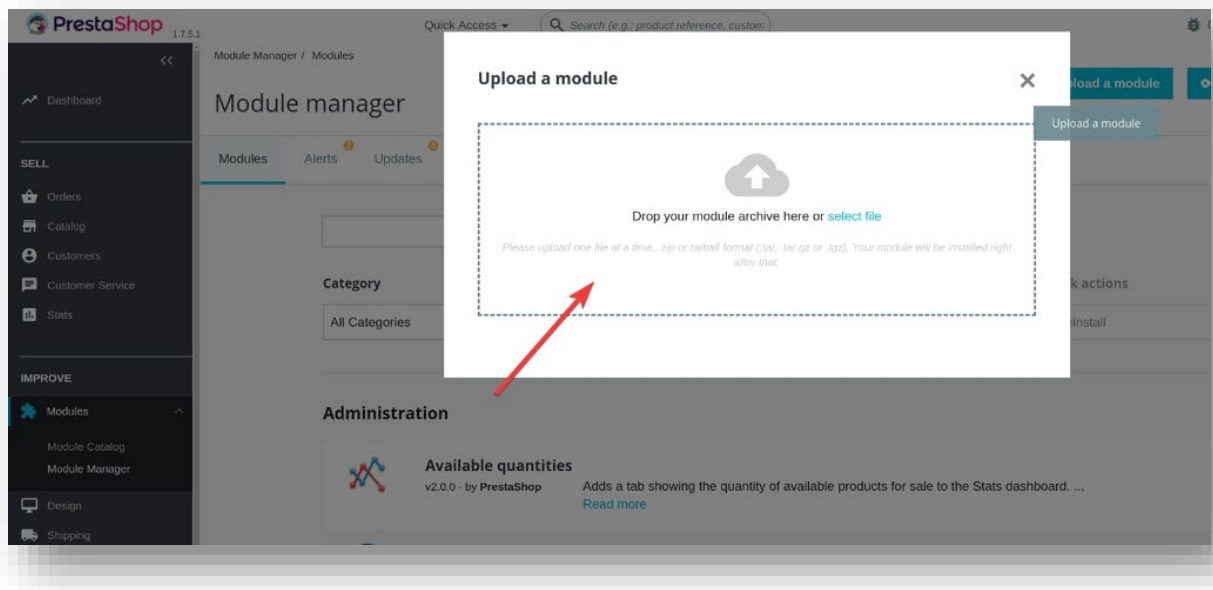 PrestaShop 1.7.5.1
Quick Access
Search (e.g.: product reference, custom
Module Manager / Modules
Module manager
Upload a module
Upload a module
Dashboard
Modules
Alerts
0
Updates
0
SELL
Orders
Catalog
Customers
Customer Service
Stats
Drop your module archive here or select file
Please upload one file at a time, .zip or tarball format (.tar, .tar.gz or .tgz). Your module will be installed right
after that.
Category
All Categories
actions
IMPROVE
Modules
Module Catalog
Module Manager
Design
Shipping
Administration
Available quantities
v2.0.0 - by PrestaShop
Adds a tab showing the quantity of available products for sale to the Stats dashboard. ...
Read more